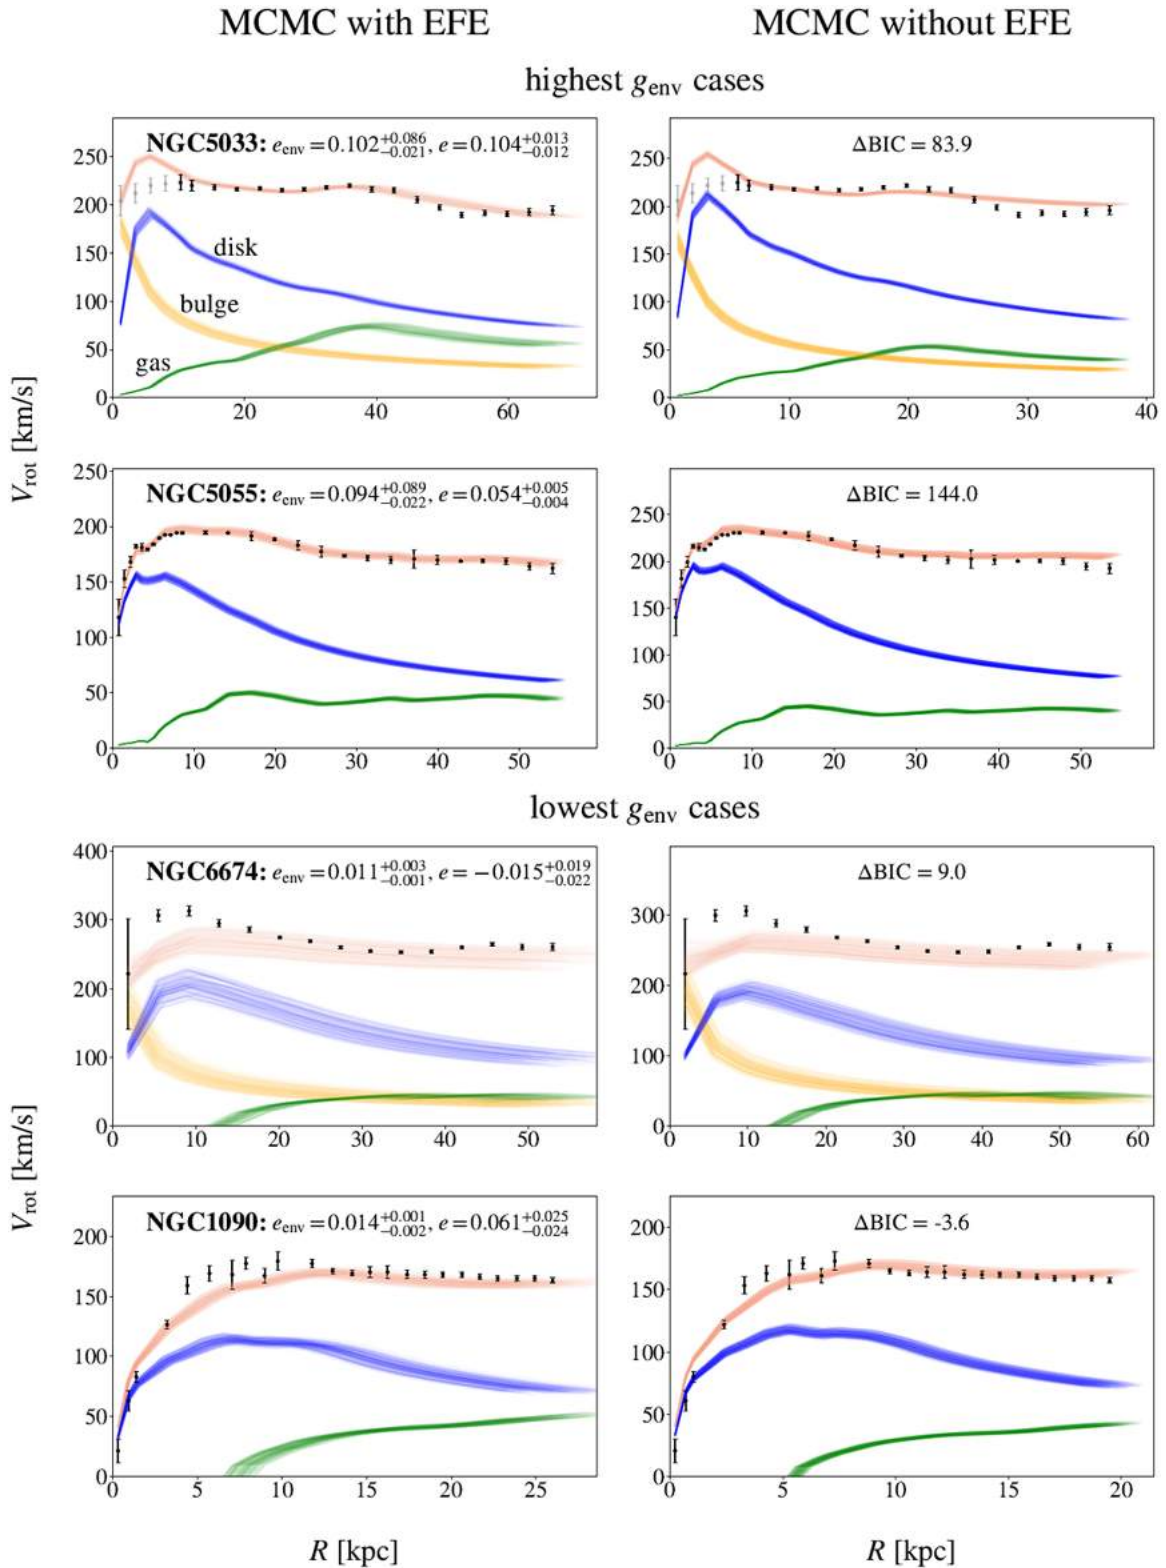 MCMC with EFE MCMC without EFE
highest g_env cases
NGC5033: e_env = 0.102^{+0.086}_{-0.021}, e = 0.104^{+0.013}_{-0.012}
250
200
150
100
50
0
disk
bulge
gas
0 20 40 60
ΔBIC = 83.9
250
200
150
100
50
0
0 10 20 30 40
V_rot [km/s]
NGC5055: e_env = 0.094^{+0.089}_{-0.022}, e = 0.054^{+0.005}_{-0.004}
250
200
150
100
50
0
0 10 20 30 40 50
ΔBIC = 144.0
250
200
150
100
50
0
0 10 20 30 40 50
lowest g_env cases
NGC6674: e_env = 0.011^{+0.003}_{-0.001}, e = −0.015^{+0.019}_{-0.022}
400
300
200
100
0
0 10 20 30 40 50
ΔBIC = 9.0
300
200
100
0
0 10 20 30 40 50 60
V_rot [km/s]
NGC1090: e_env = 0.014^{+0.001}_{-0.002}, e = 0.061^{+0.025}_{-0.024}
200
150
100
50
0
0 5 10 15 20 25
ΔBIC = -3.6
200
150
100
50
0
0 5 10 15 20
R [kpc] R [kpc]